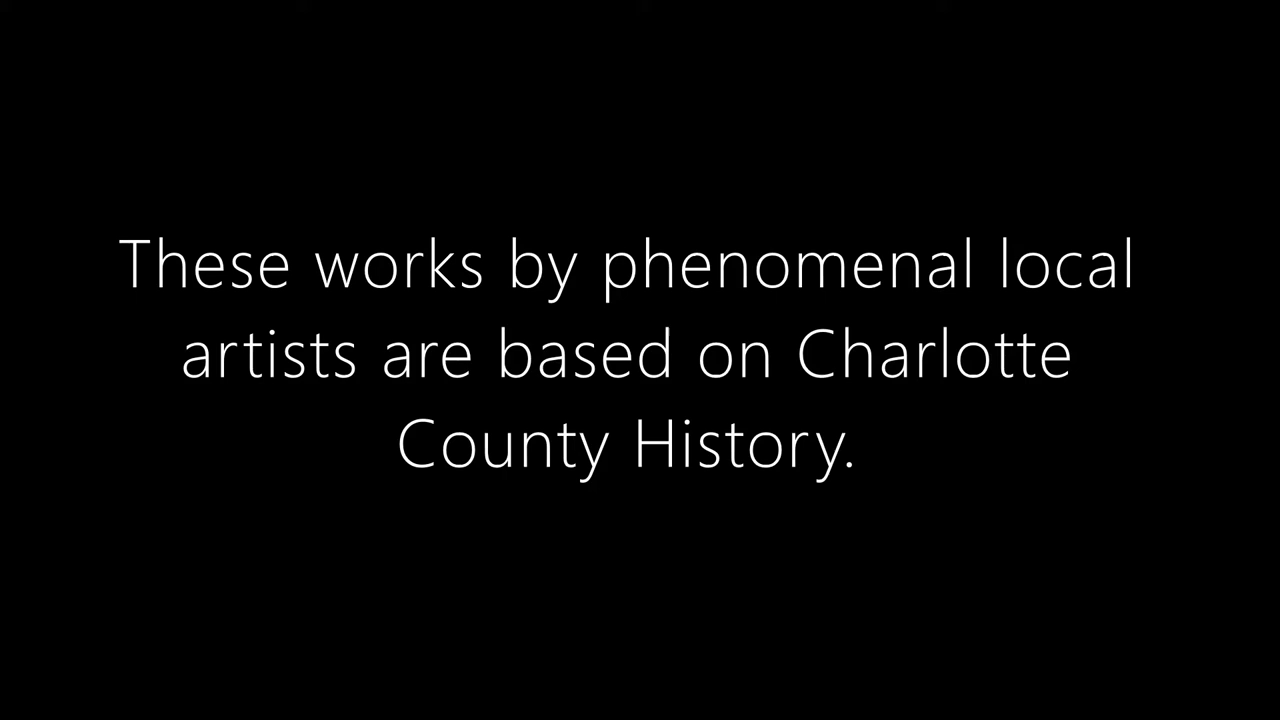 These works by phenomenal local
artists are based on Charlotte
County History.